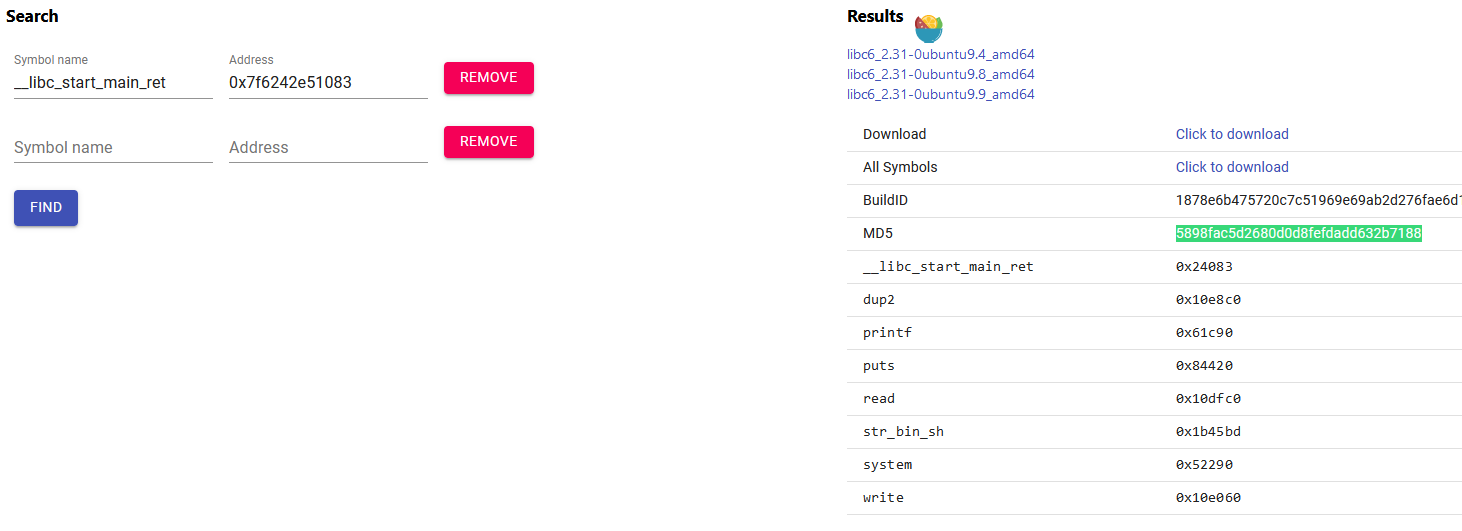 Search
Symbol name
Address
__libc_start_main_ret
0x7f6242e51083
REMOVE
Symbol name
Address
REMOVE
FIND
Results
libc6_2.31-0ubuntu9.4_amd64
libc6_2.31-0ubuntu9.8_amd64
libc6_2.31-0ubuntu9.9_amd64
Download Click to download
All Symbols Click to download
BuildID 1878e6b475720c7c51969e69ab2d276fae6d1
MD5 5898fac5d2680d0d8fefdadd632b7188
__libc_start_main_ret 0x24083
dup2 0x10e8c0
printf 0x61c90
puts 0x84420
read 0x10dfc0
str_bin_sh 0x1b45bd
system 0x52290
write 0x10e060